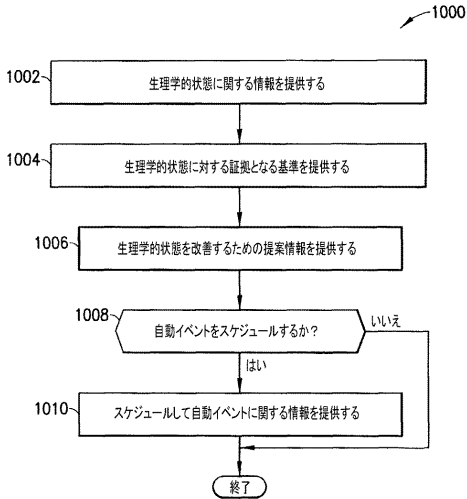 1000
1002
生理学的状態に関する情報を提供する
1004
生理学的状態に対する証拠となる基準を提供する
1006
生理学的状態を改善するための提案情報を提供する
1008
自動イベントをスケジュールするか?
いいえ
はい
1010
スケジュールして自動イベントに関する情報を提供する
終了